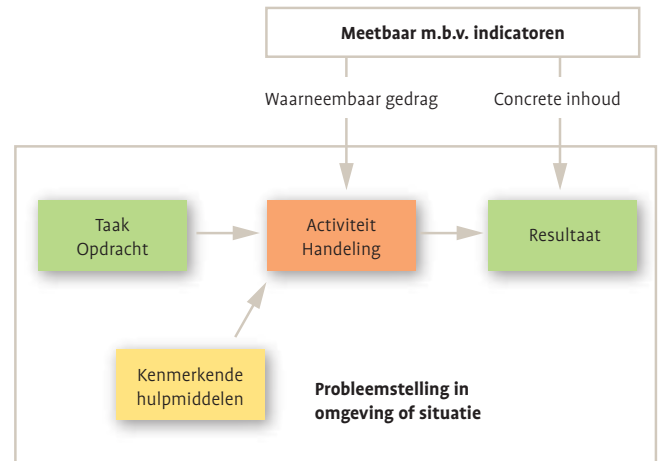 Meetbaar m.b.v. indicatoren
Waarneembaar gedrag
Concrete inhoud
Taak
Opdracht
Activiteit
Handeling
Resultaat
Kenmerkende
hulpmiddelen
Probleemstelling in
omgeving of situatie